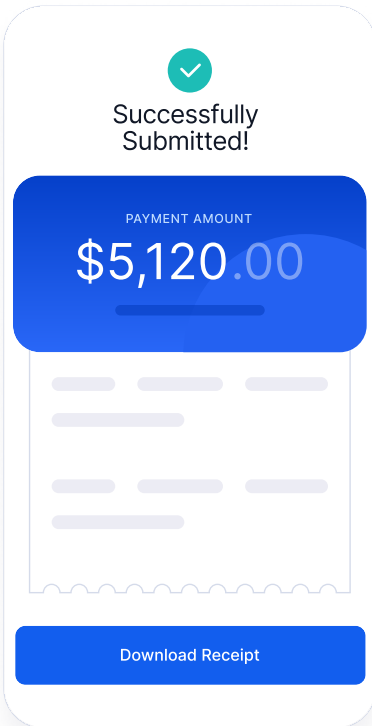 Successfully
Submitted!
PAYMENT AMOUNT
$5,120.00
Download Receipt